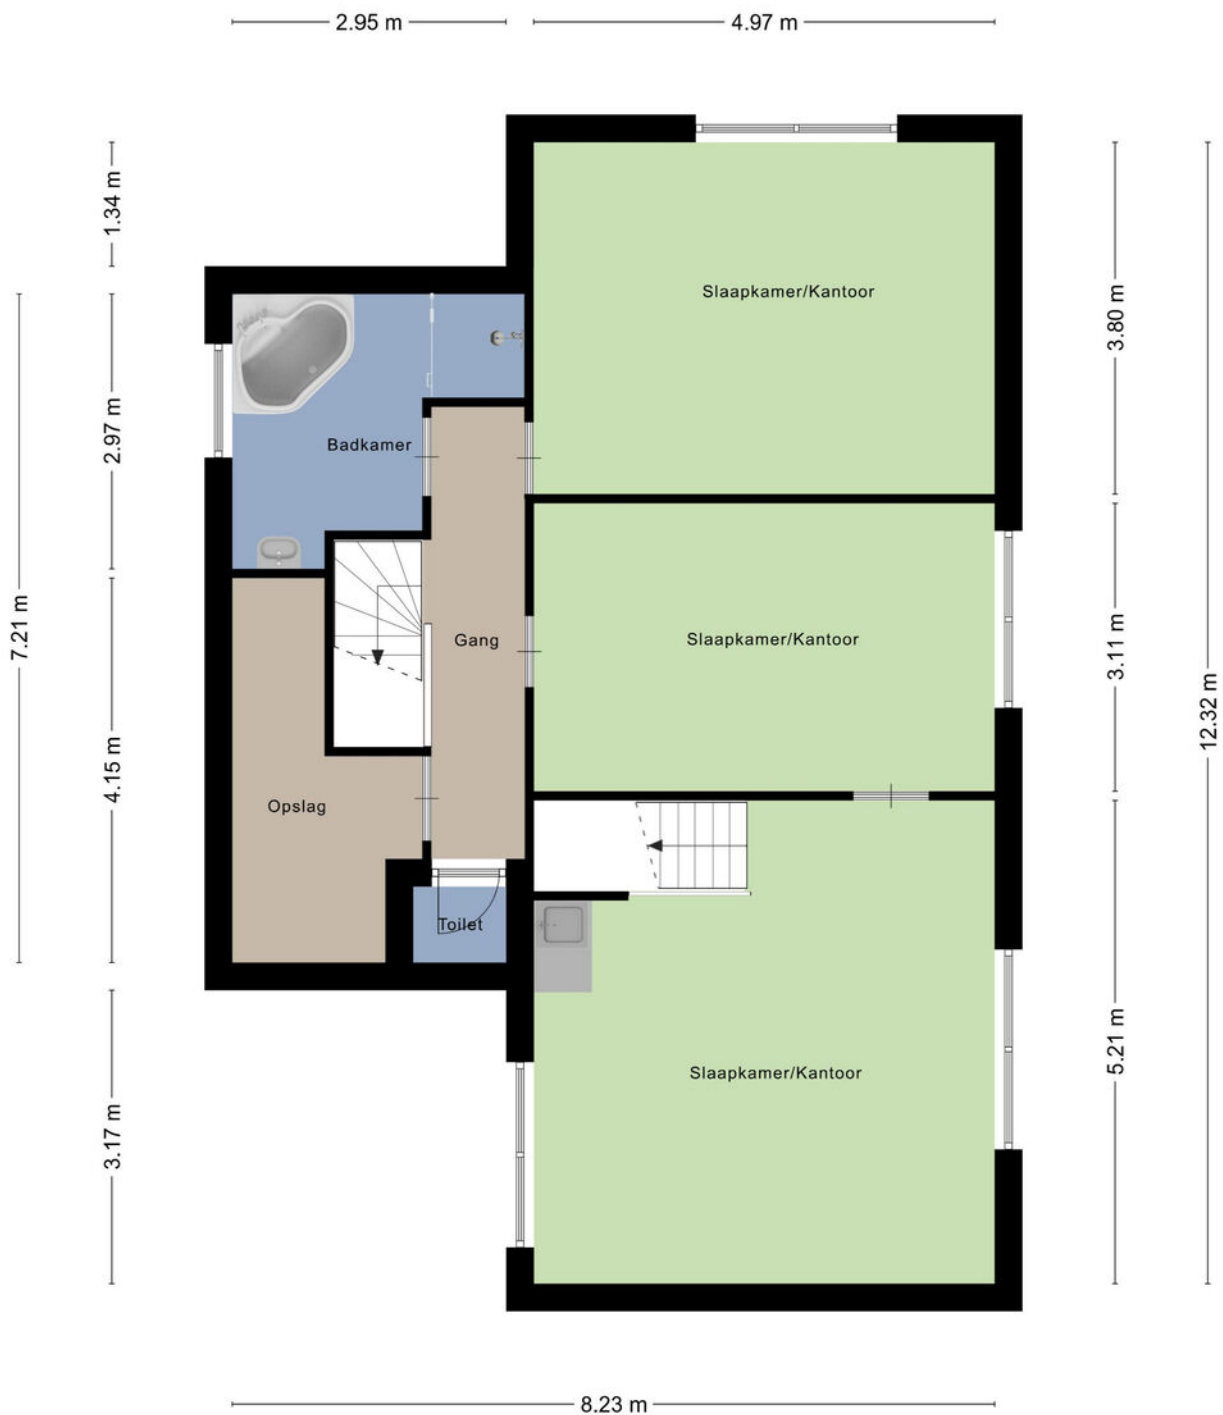 2.95 m
4.97 m
1.34 m
Slaapkamer/Kantoor
3.80 m
2.97 m
Badkamer
7.21 m
Gang
Slaapkamer/Kantoor
3.11 m
12.32 m
4.15 m
Opslag
Toilet
5.21 m
Slaapkamer/Kantoor
3.17 m
8.23 m